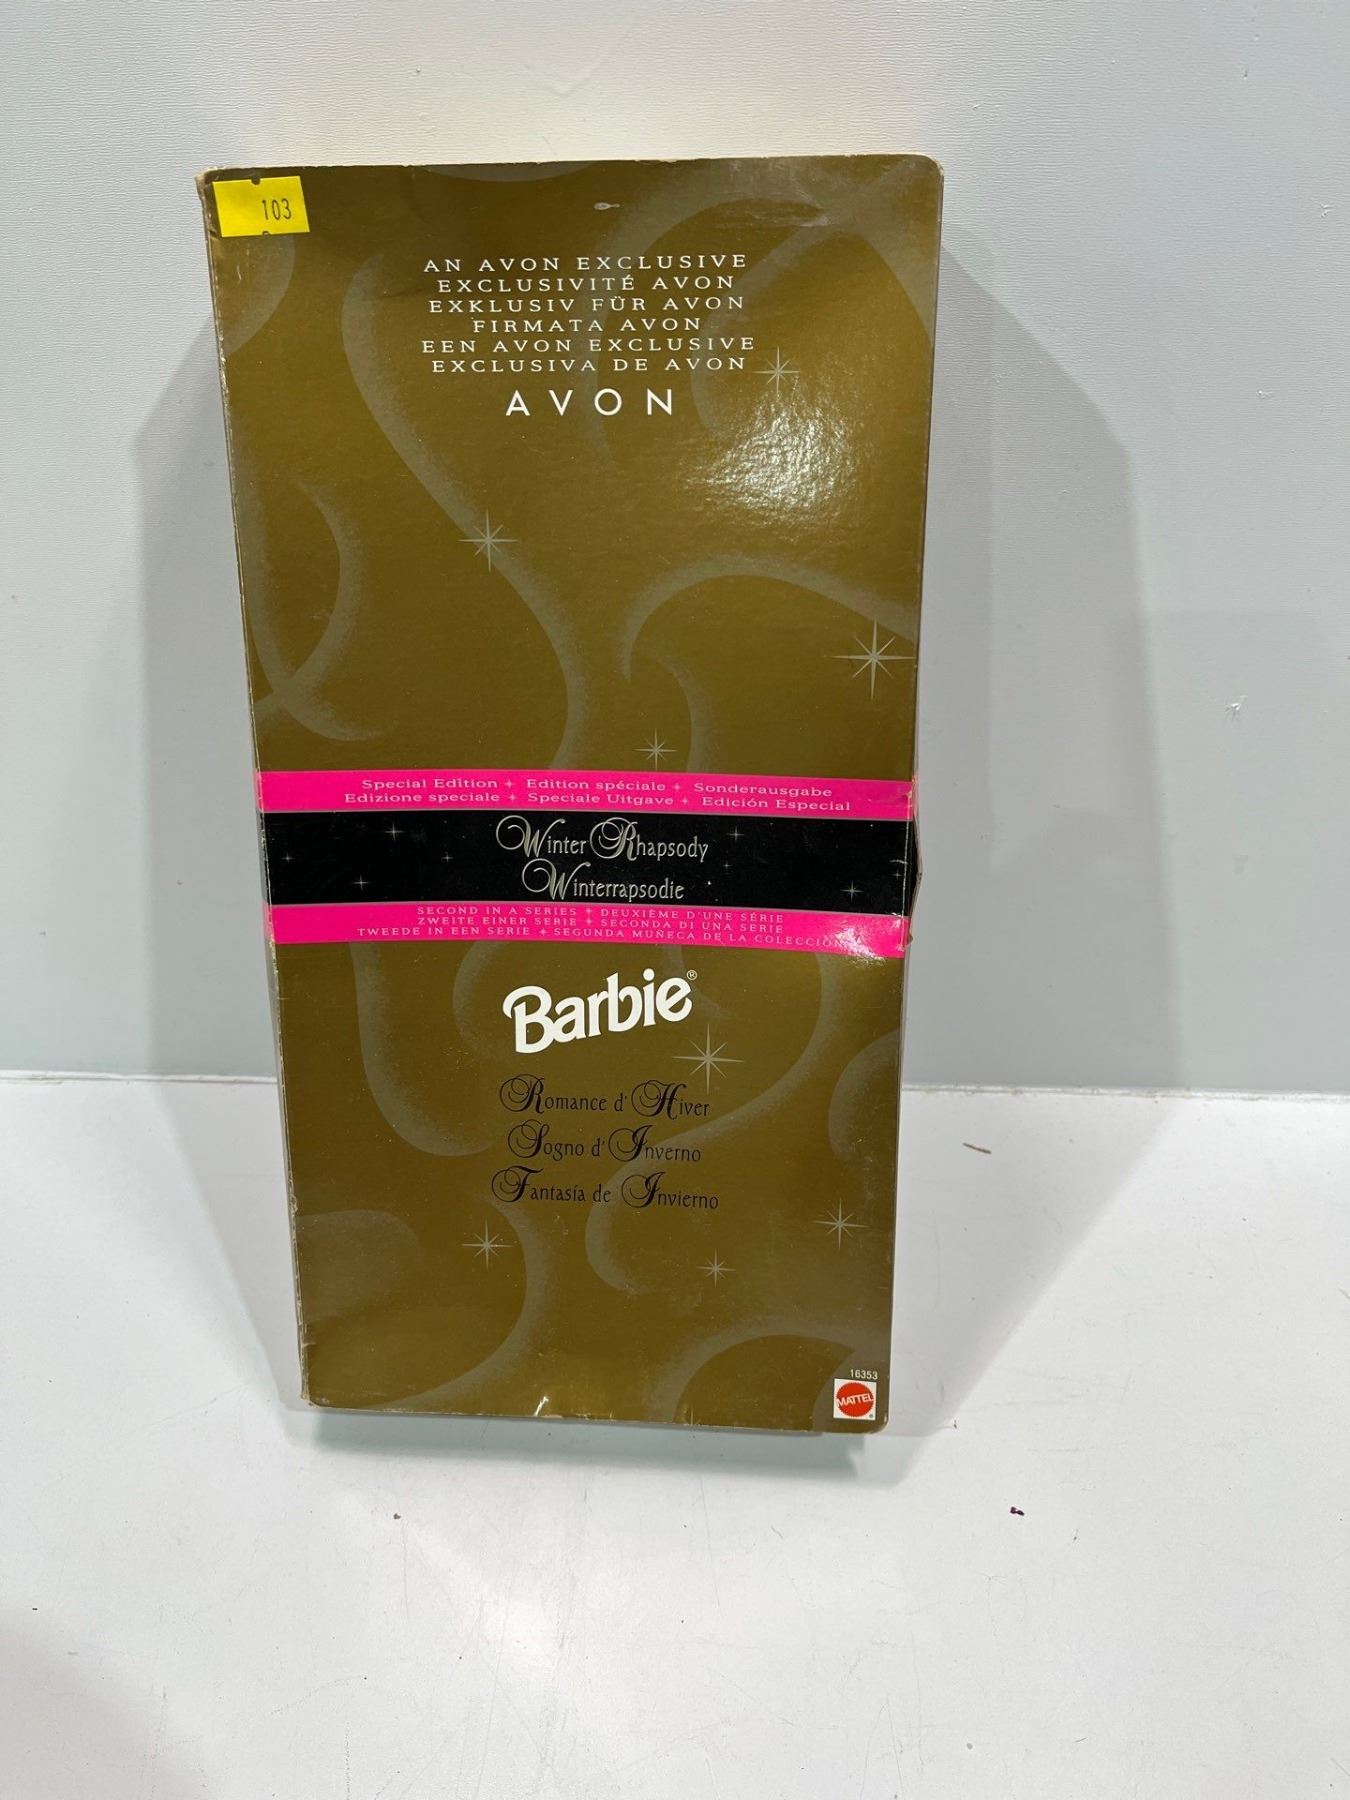 103
AN AVON EXCLUSIVE
EXCLUSIVITÉ AVON
EXKLUSIV FÜR AVON
FIRMATA AVON
EEN AVON EXCLUSIVE
EXCLUSIVA DE AVON
AVON
Special Edition + Edition spéciale + Sonderausgabe
Edizione speciale + Speciale Uitgave + Edición Especial
Winter Rhapsody
Winterrapsodie
SECOND IN A SERIES + DEUXIÈME D'UNE SÉRIE
ZWEITE EINER SERIE + SECONDA DI UNA SERIE
TWEEDE IN EEN SERIE + SEGUNDA MUÑECA DE LA COLECCIÓN
Barbie®
Romance d'Hiver
Sogno d'Inverno
Fantasía de Invierno
16353
MATTEL
®